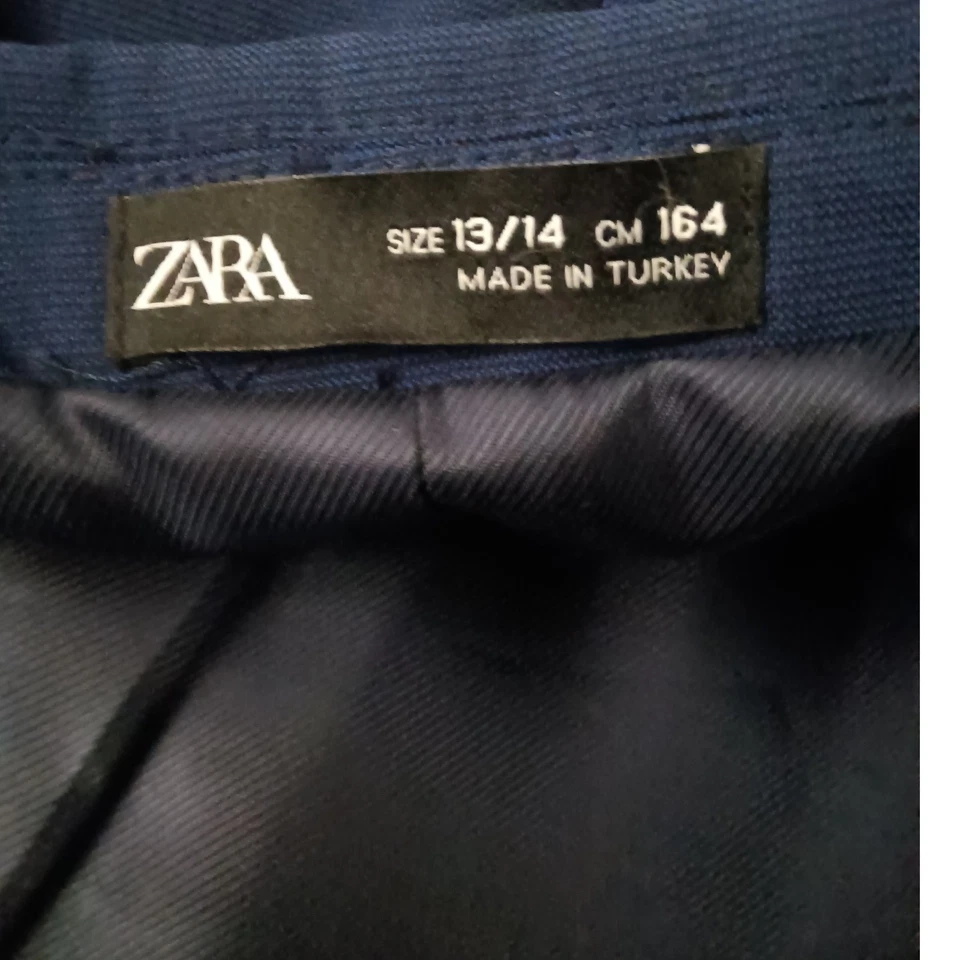 ZARA
SIZE 13/14 CM 164
MADE IN TURKEY